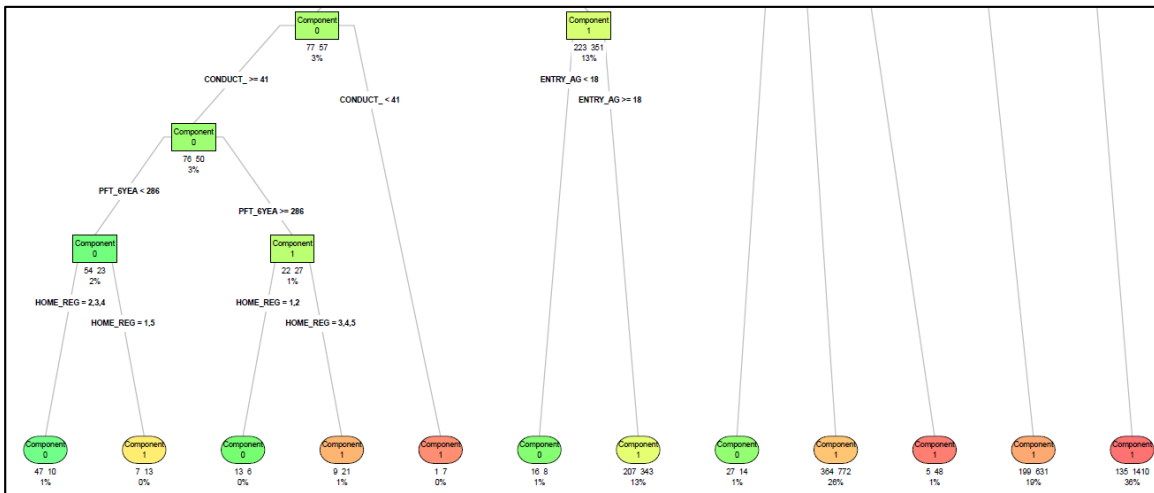 Component
0
77 57
3%
Component
1
223 351
13%
CONDUCT_ >= 41
CONDUCT_ < 41
ENTRY_AG < 18
ENTRY_AG >= 18
Component
0
76 50
3%
PFT_6YEA < 286
PFT_6YEA >= 286
Component
0
54 23
2%
Component
1
22 27
1%
HOME_REG = 2,3,4
HOME_REG = 1,5
HOME_REG = 1,2
HOME_REG = 3,4,5
Component
0
47 10
1%
Component
1
7 13
0%
Component
0
13 6
0%
Component
1
9 21
1%
Component
1
1 7
0%
Component
0
16 8
1%
Component
1
207 343
13%
Component
0
27 14
1%
Component
1
364 772
26%
Component
1
5 48
1%
Component
1
199 631
19%
Component
1
135 1410
36%